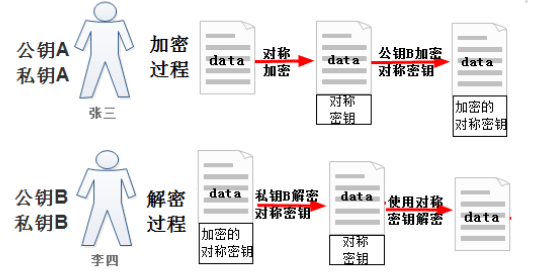 公钥A
私钥A
张三
加密
过程
data
对称
加密
data
对称
密钥
公钥B加密
对称密钥
data
加密的
对称密钥
公钥B
私钥B
李四
解密
过程
data
加密的
对称密钥
私钥B解密
对称密钥
data
对称
密钥
使用对称
密钥解密
data